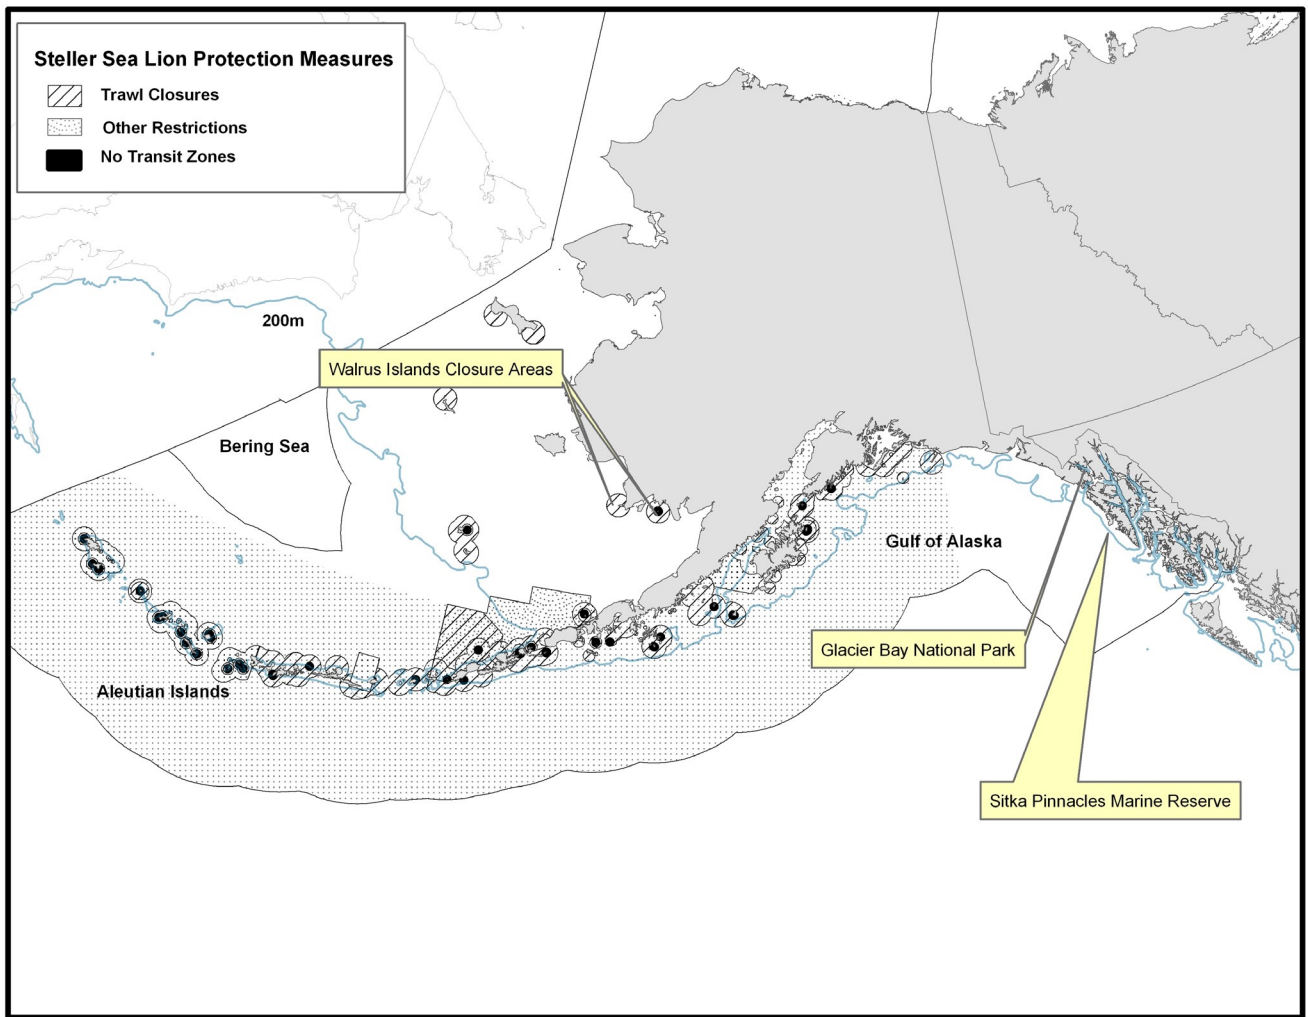 Steller Sea Lion Protection Measures
Trawl Closures
Other Restrictions
No Transit Zones
200m
Walrus Islands Closure Areas
Bering Sea
Gulf of Alaska
Glacier Bay National Park
Aleutian Islands
Sitka Pinnacles Marine Reserve